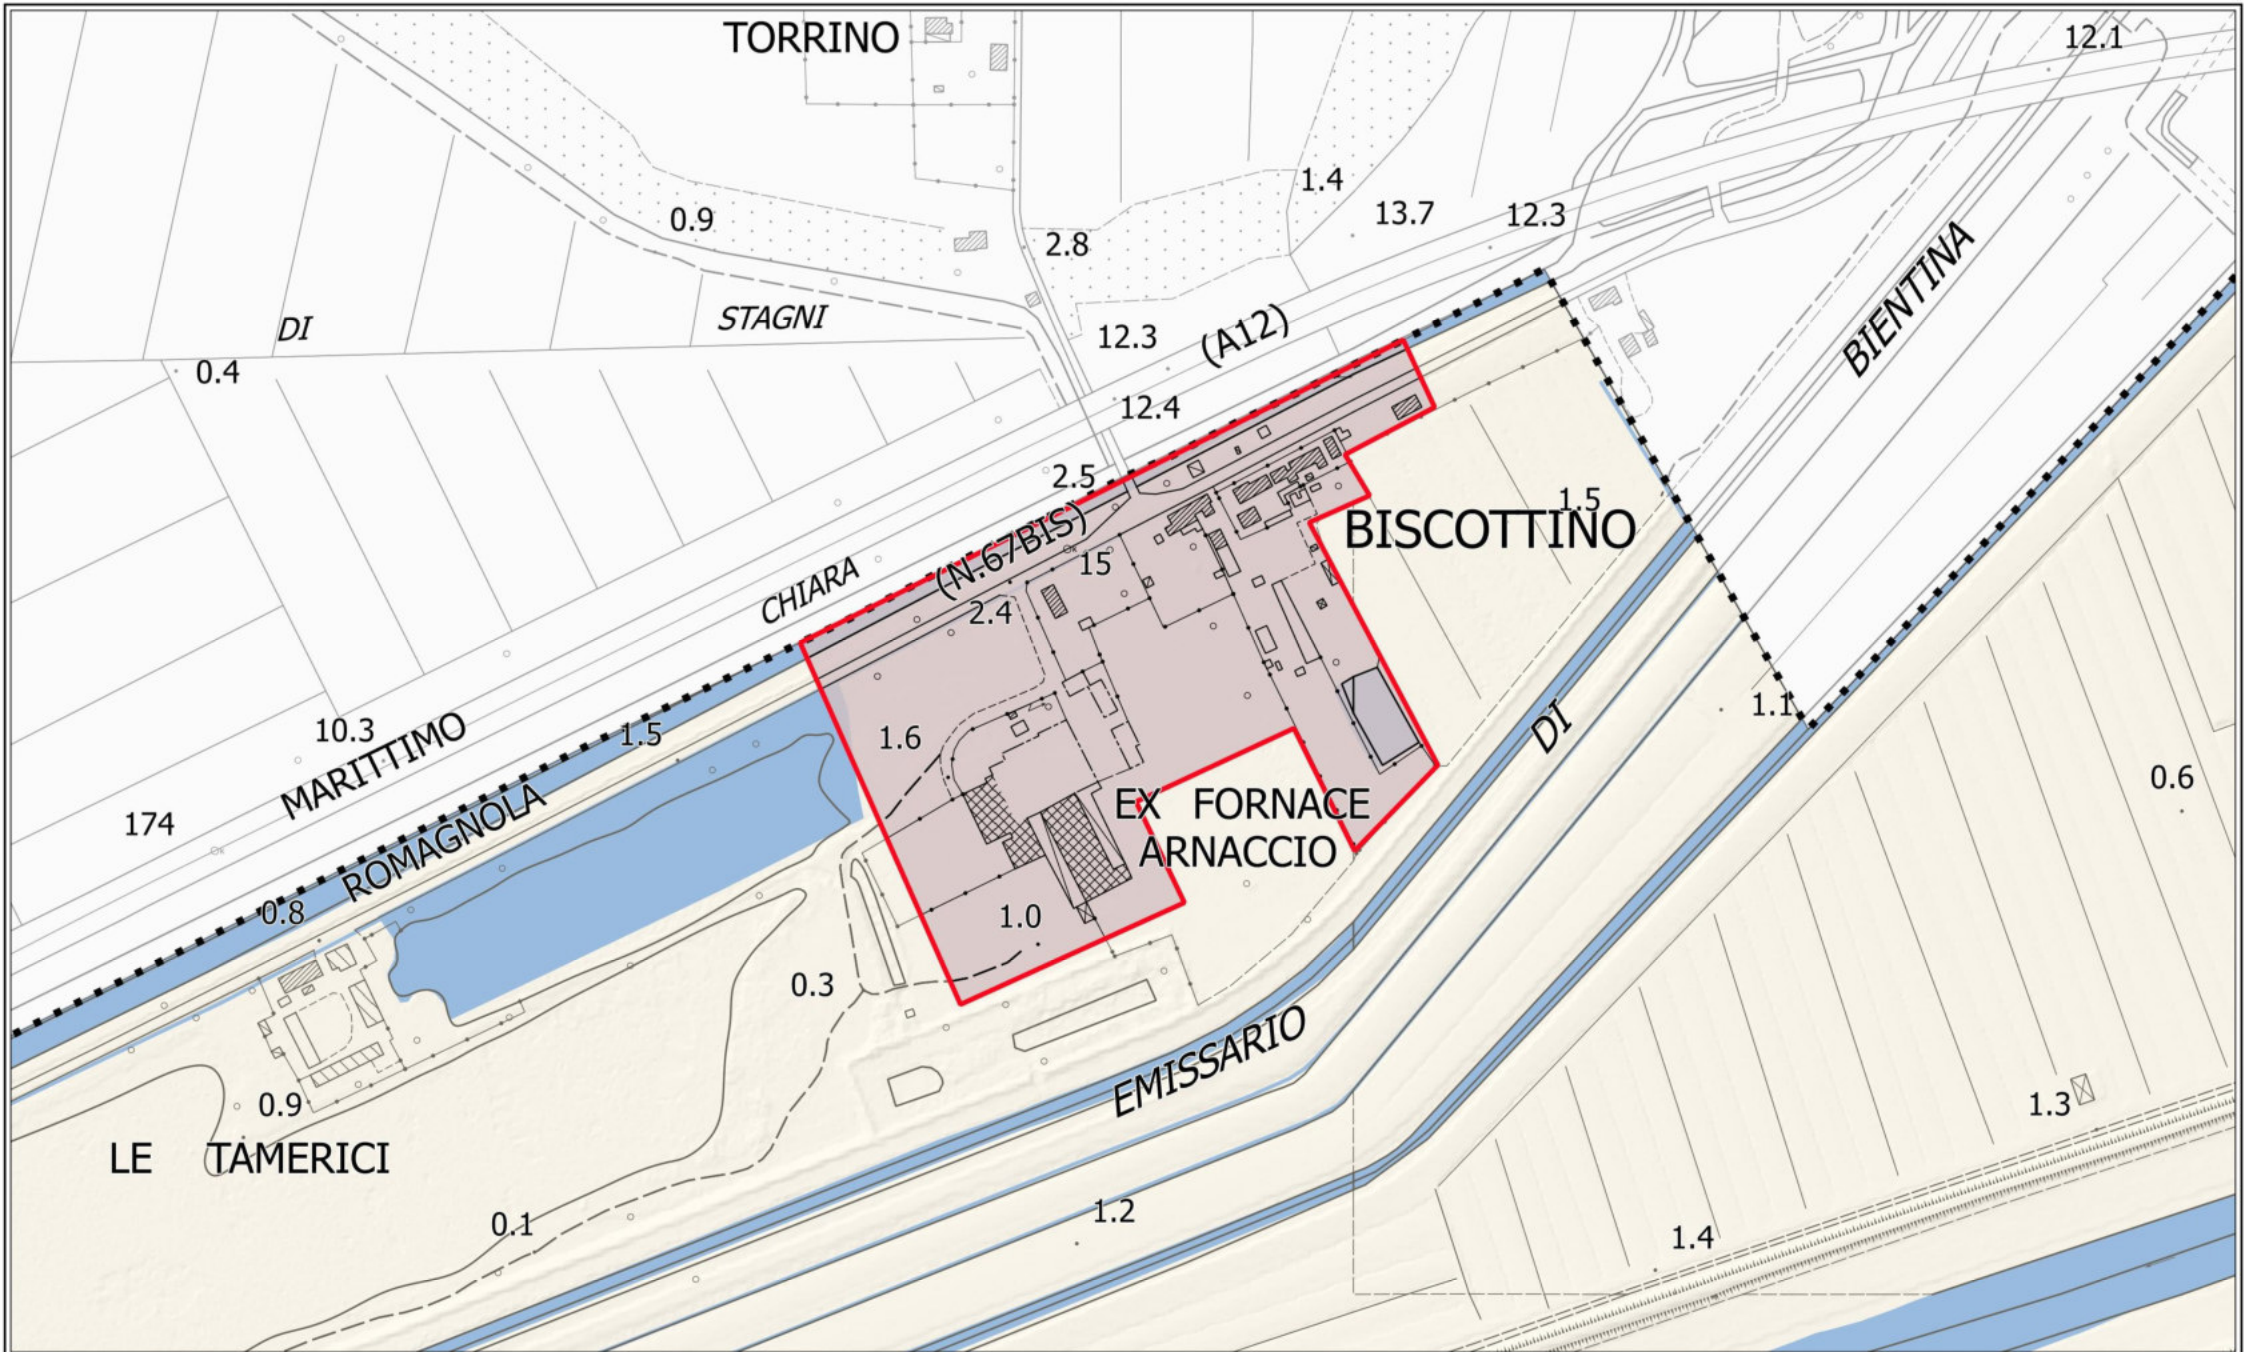 TORRINO
12.1
1.4
0.9
13.7
12.3
2.8
BIENTINA
DI
STAGNI
12.3
(A12)
0.4
12.4
2.5
1.5
BISCOTTINO
(N.67BIS)
15
CHIARA
2.4
1.1
10.3
MARITTIMO
1.5
1.6
DI
0.6
174
ROMAGNOLA
EX FORNACE
ARNACCIO
0.8
1.0
0.3
EMISSARIO
0.9
1.3
LE TAMERICI
0.1
1.2
1.4